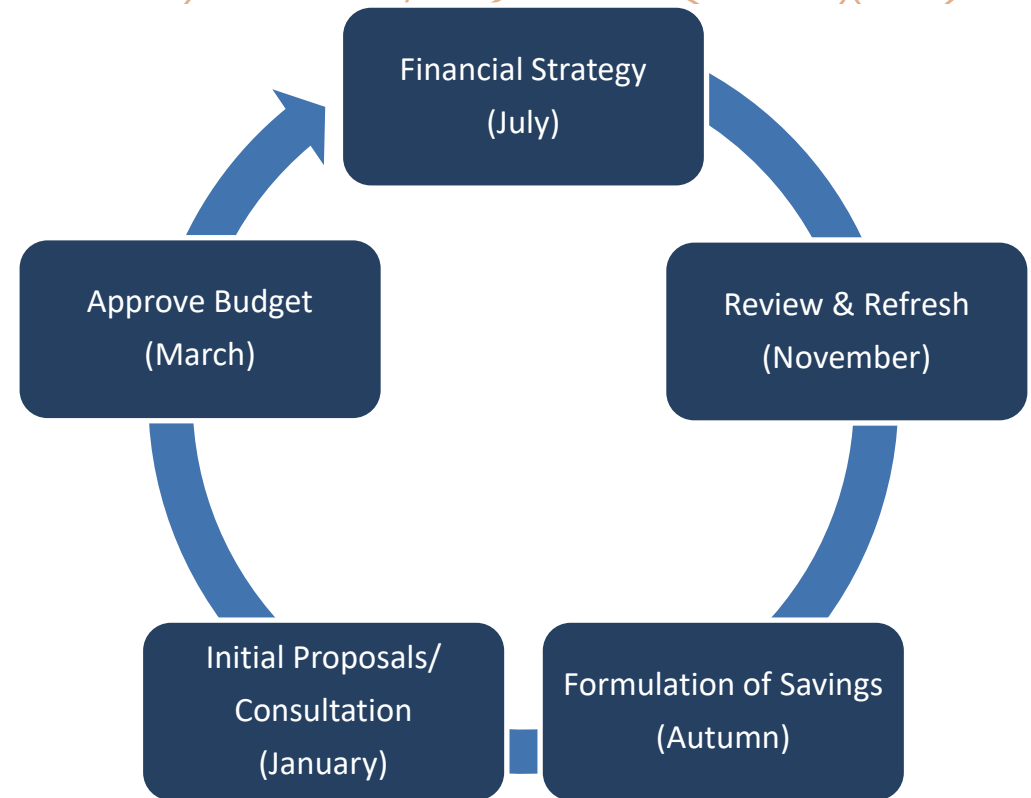 Financial Strategy
(July)
Review & Refresh
(November)
Formulation of Savings
(Autumn)
Initial Proposals/
Consultation
(January)
Approve Budget
(March)